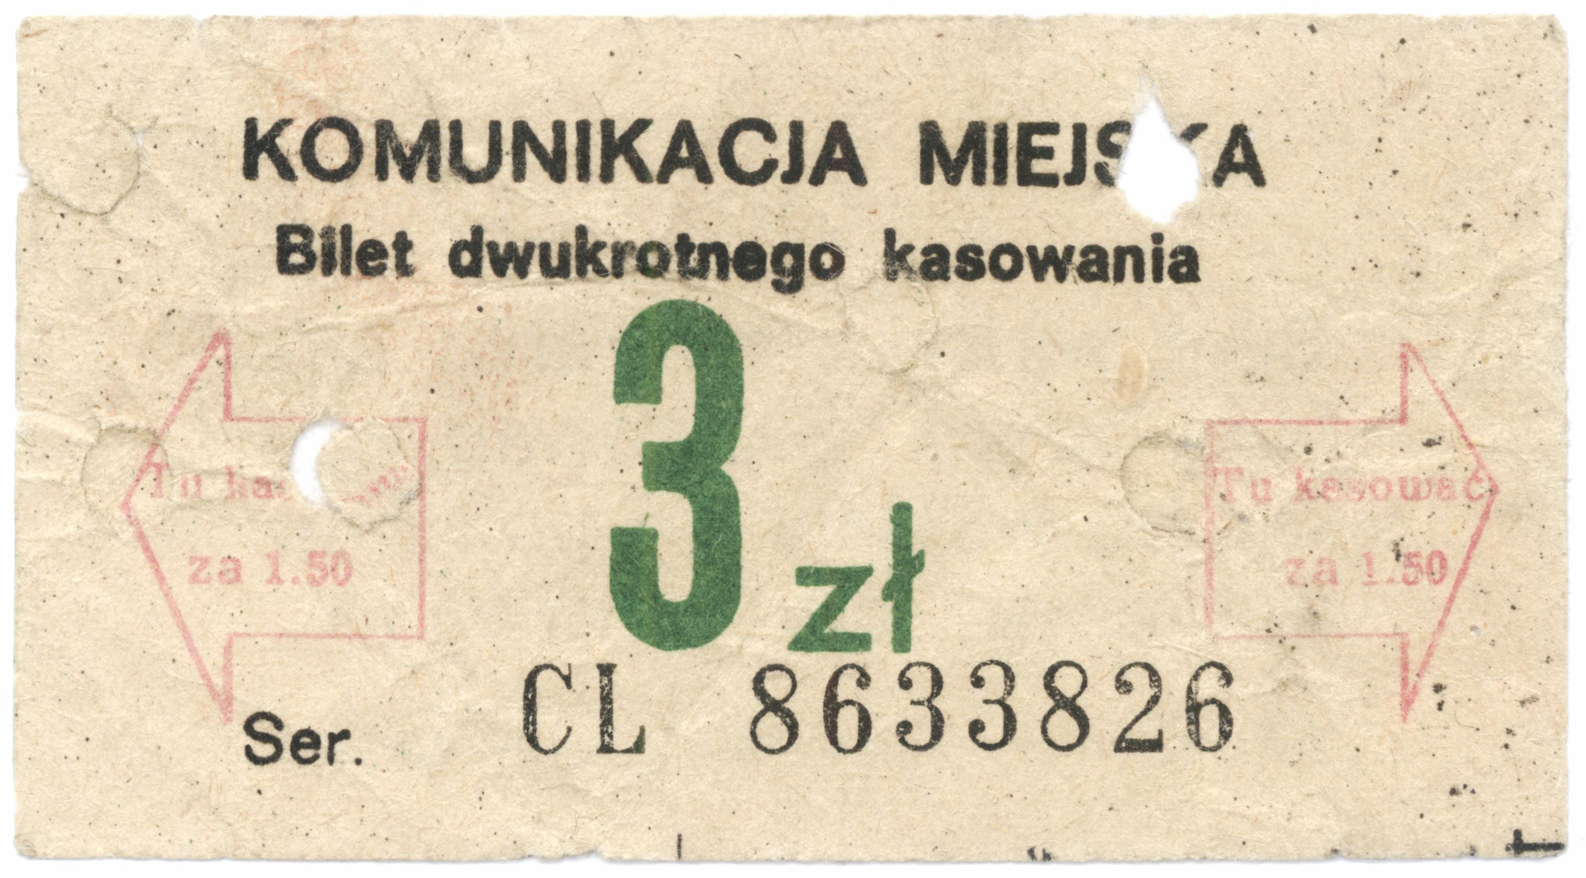 KOMUNIKACJA MIEJSKA
Bilet dwukrotnego kasowania
3 zł
Tu kasować
za 1.50
Tu kasować
za 1.50
Ser. CL 8633826